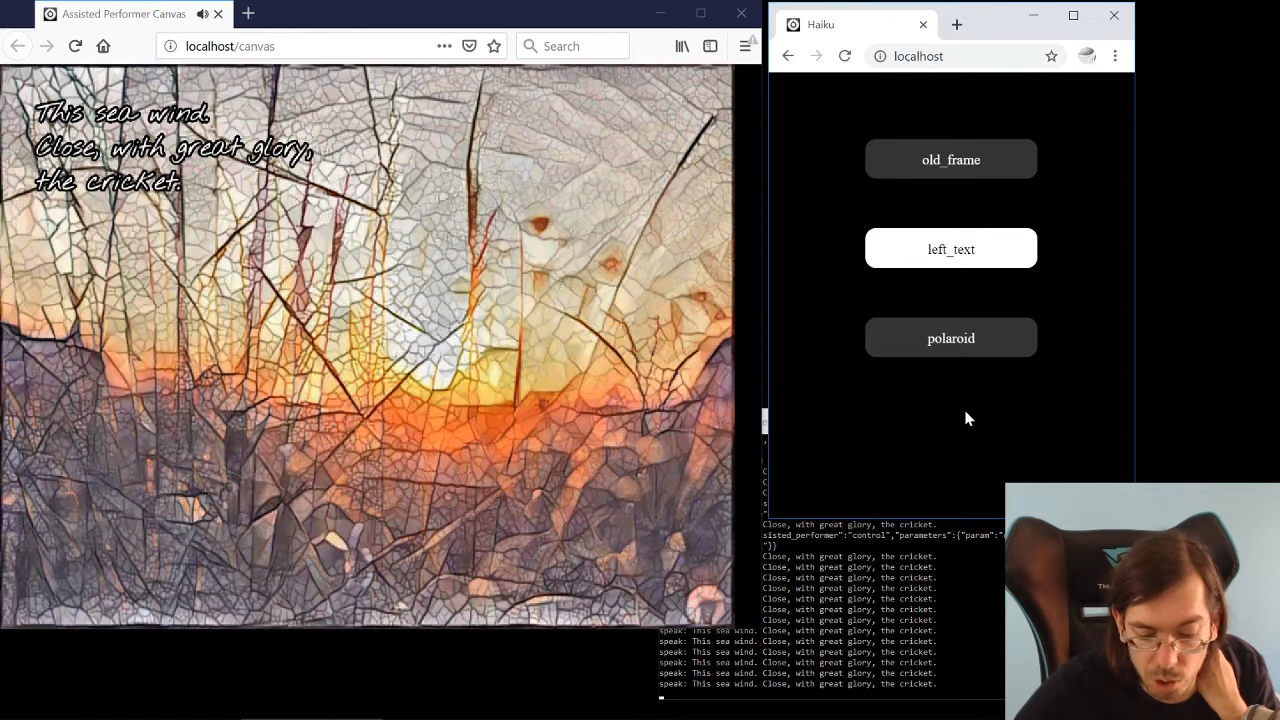 Assisted Performer Canvas
localhost/canvas
Search
This sea wind.
Close, with great glory,
the cricket.
Haiku
localhost
old_frame
left_text
polaroid
Close, with great glory, the cricket.
sisted_performer":"control","parameters":{"param":"
"}}
Close, with great glory, the cricket.
Close, with great glory, the cricket.
Close, with great glory, the cricket.
Close, with great glory, the cricket.
Close, with great glory, the cricket.
Close, with great glory, the cricket.
Close, with great glory, the cricket.
speak: This sea wind. Close, with great glory, the cricket.
speak: This sea wind. Close, with great glory, the cricket.
speak: This sea wind. Close, with great glory, the cricket.
speak: This sea wind. Close, with great glory, the cricket.
speak: This sea wind. Close, with great glory, the cricket.
speak: This sea wind. Close, with great glory, the cricket.